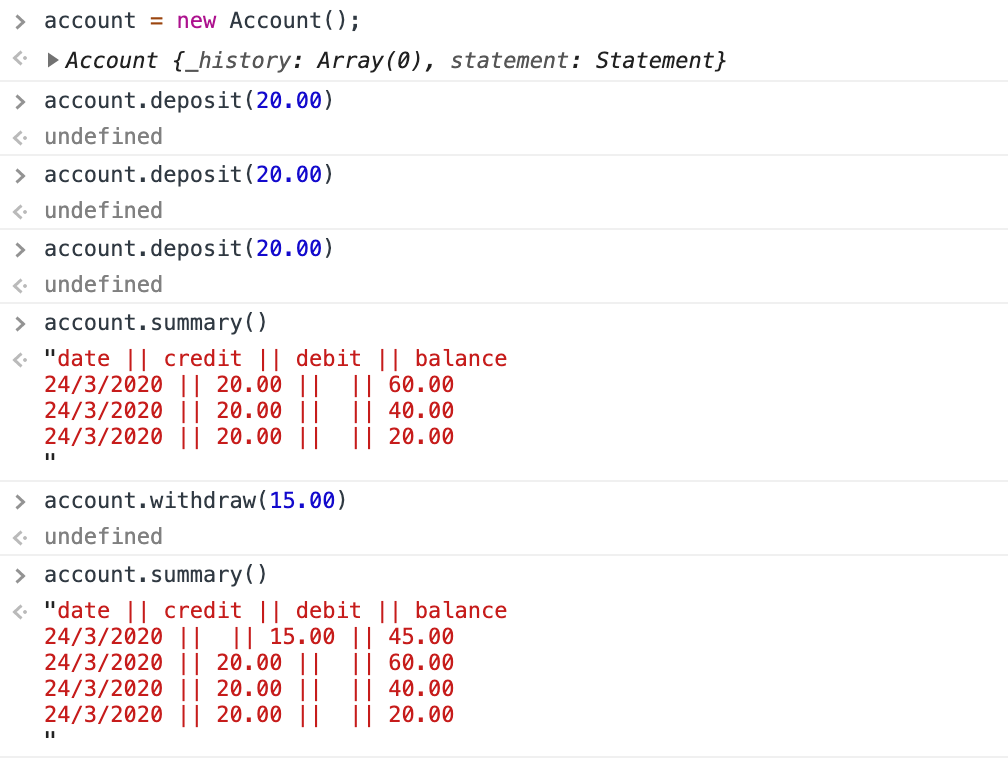 > account = new Account();
<· ▶Account {_history: Array(0), statement: Statement}
> account.deposit(20.00)
<· undefined
> account.deposit(20.00)
<· undefined
> account.deposit(20.00)
<· undefined
> account.summary()
<· "date || credit || debit || balance
24/3/2020 || 20.00 ||  || 60.00
24/3/2020 || 20.00 ||  || 40.00
24/3/2020 || 20.00 ||  || 20.00
"
> account.withdraw(15.00)
<· undefined
> account.summary()
<· "date || credit || debit || balance
24/3/2020 ||  || 15.00 || 45.00
24/3/2020 || 20.00 ||  || 60.00
24/3/2020 || 20.00 ||  || 40.00
24/3/2020 || 20.00 ||  || 20.00
"